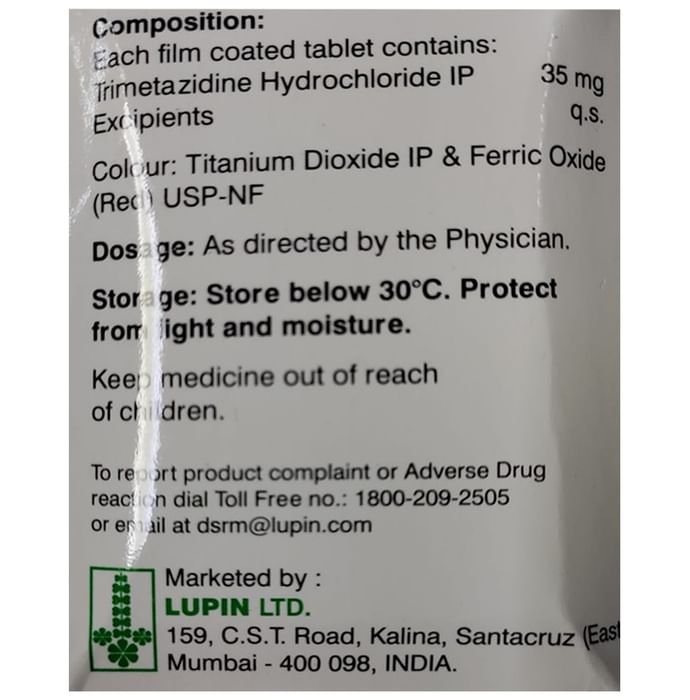 Composition:
Each film coated tablet contains:
Trimetazidine Hydrochloride IP 35 mg
Excipients q.s.
Colour: Titanium Dioxide IP & Ferric Oxide
(Red) USP-NF
Dosage: As directed by the Physician.
Storage: Store below 30°C. Protect
from light and moisture.
Keep medicine out of reach
of children.
To report product complaint or Adverse Drug
reaction dial Toll Free no.: 1800-209-2505
or email at dsrm@lupin.com
Marketed by :
LUPIN LTD.
159, C.S.T. Road, Kalina, Santacruz (East
Mumbai - 400 098, INDIA.